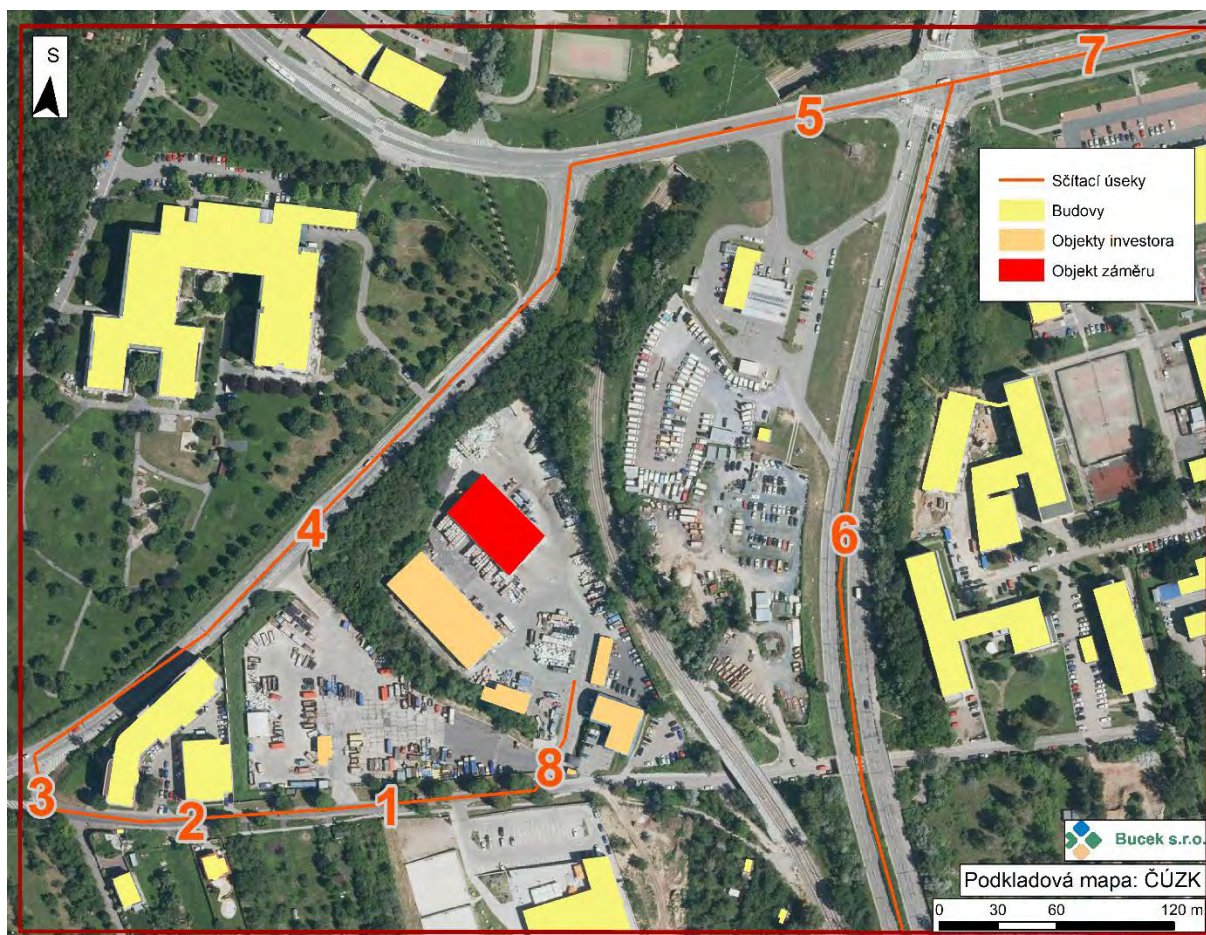 S
7
5
Sčítací úseky
Budovy
Objekty investora
Objekt záměru
4
6
3
2
1
8
Bucek s.r.o.
Podkladová mapa: ČÚZK
0 30 60 120 m